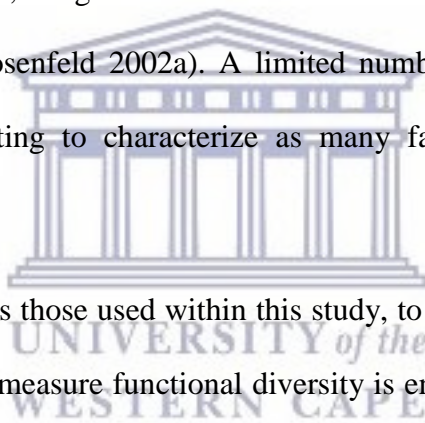 osenfeld 2002a). A limited numb
ting to characterize as many fa
s those used within this study, to
UNIVERSITY of the
measure functional diversity is en
WESTERN CAPE